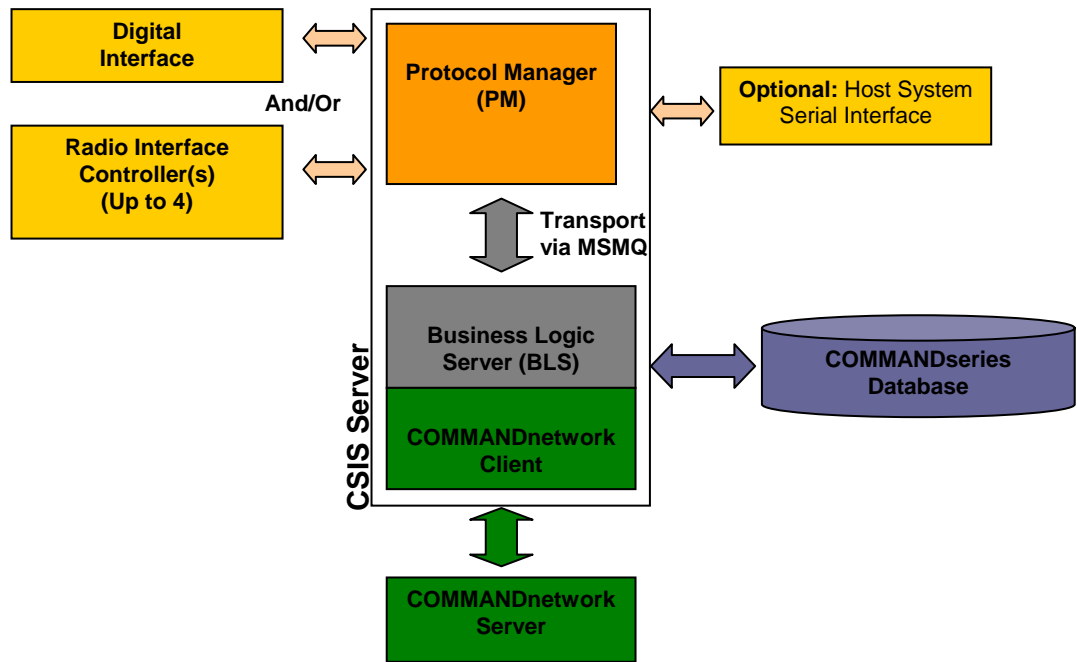 Digital
Interface
And/Or
Radio Interface
Controller(s)
(Up to 4)
Protocol Manager
(PM)
Optional: Host System
Serial Interface
Transport
via MSMQ
Business Logic
Server (BLS)
COMMANDnetwork
Client
CSIS Server
COMMANDseries
Database
COMMANDnetwork
Server